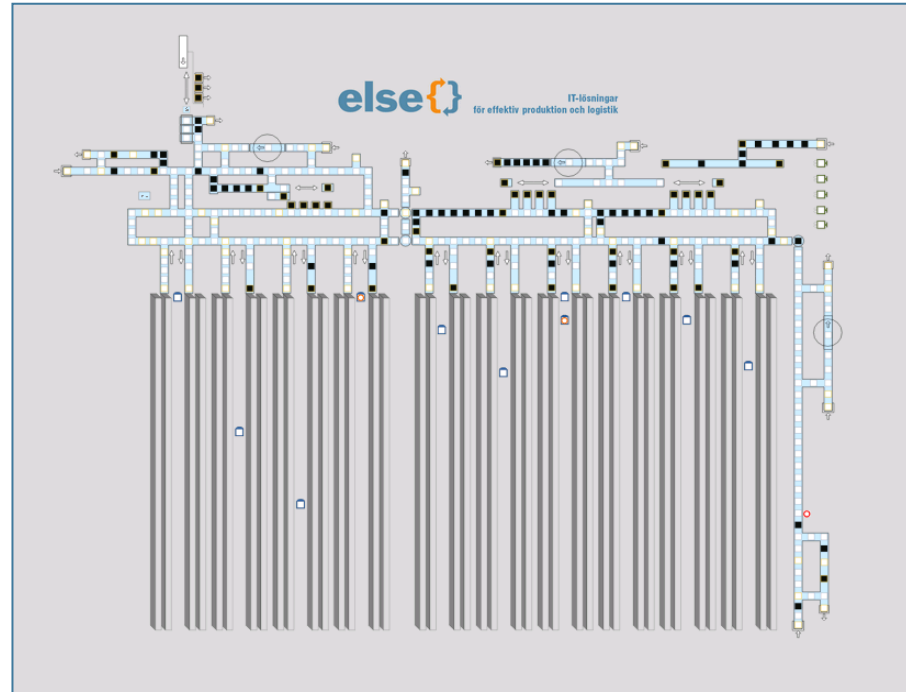 else{}
IT-lösningar
för effektiv produktion och logistik